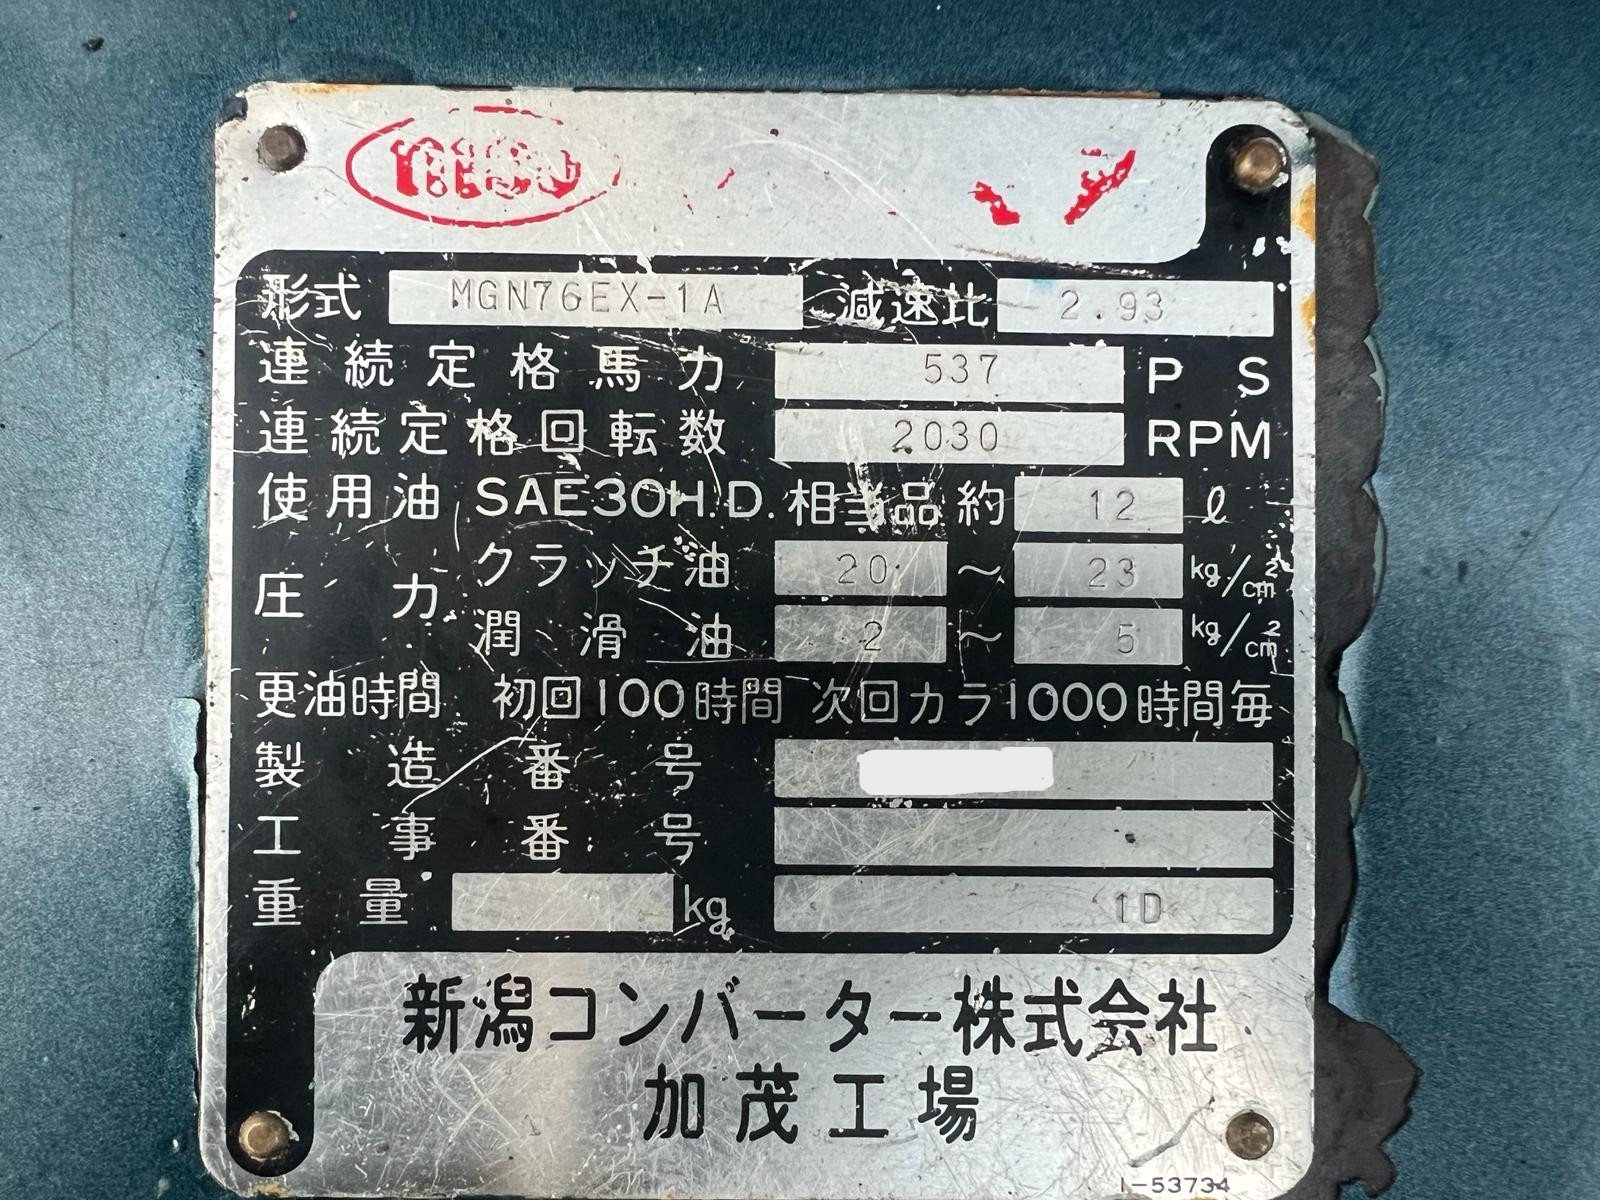 nico
形式 MGN76EX-1A 減速比 2.93
連続定格馬力 537 PS
連続定格回転数 2030 RPM
使用油 SAE30H.D.相当品 約 12 ℓ
圧力 クラッチ油 20 ～ 23 kg/cm²
潤滑油 2 ～ 5 kg/cm²
更油時間 初回100時間 次回カラ1000時間毎
製造番号
工事番号
重量 kg 1D
新潟コンバーター株式会社
加茂工場
1-53734